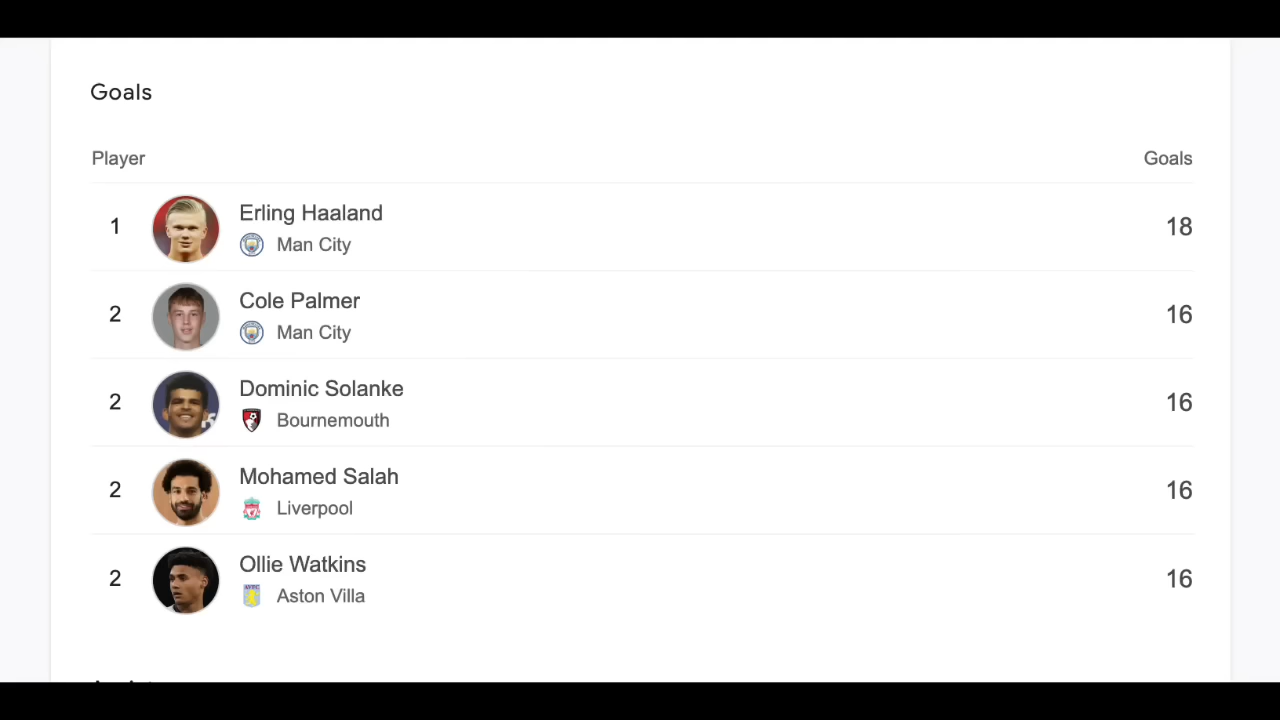 Goals
Player Goals
1 Erling Haaland 18
Man City
2 Cole Palmer 16
Man City
2 Dominic Solanke 16
Bournemouth
2 Mohamed Salah 16
Liverpool
2 Ollie Watkins 16
Aston Villa